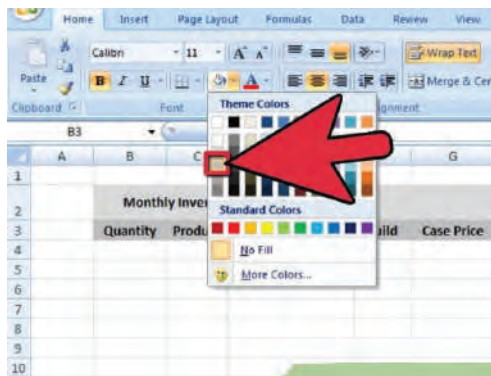 Home Insert Page Layout Formulas Data Review View
Calibri 11 A A Wrap Text
Paste B I U A Merge & Cen
Clipboard Font
Theme Colors
B3
A B C G
1
2 Monthly Inven
Standard Colors
3 Quantity Produ Case Price
4 No Fill
5
6 More Colors...
7
8
9
10